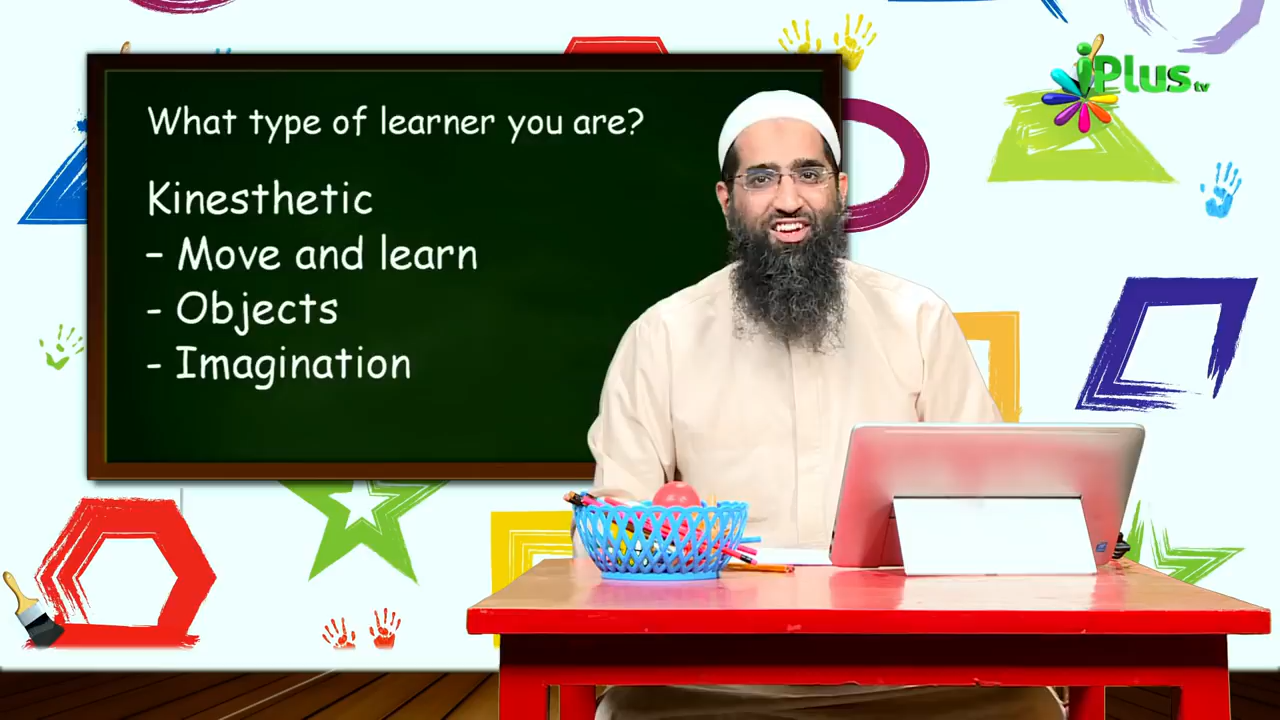 What type of learner you are?
Kinesthetic
- Move and learn
- Objects
- Imagination
iPlus tv